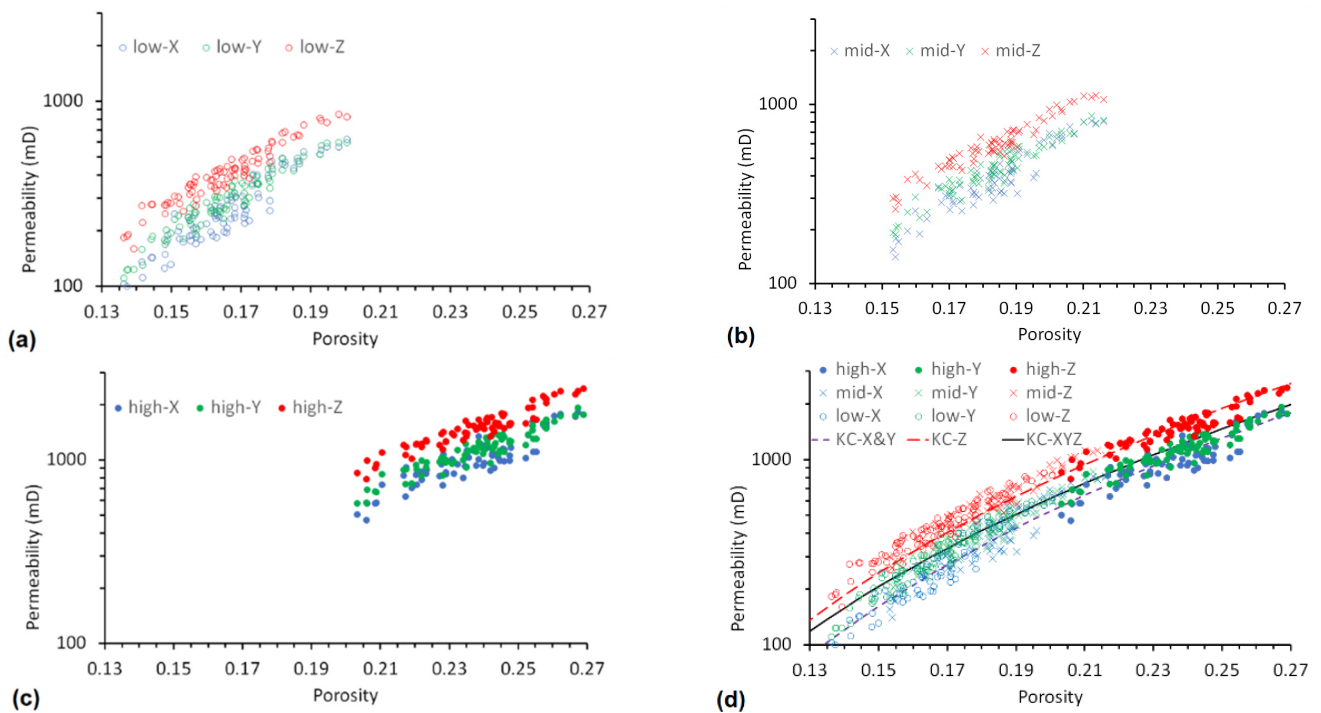 low-X low-Y low-Z
1000
100
Permeability (mD)
0.13 0.15 0.17 0.19 0.21 0.23 0.25 0.27
Porosity
(a)
mid-X mid-Y mid-Z
1000
100
Permeability (mD)
0.13 0.15 0.17 0.19 0.21 0.23 0.25 0.27
Porosity
(b)
high-X high-Y high-Z
1000
100
Permeability (mD)
0.13 0.15 0.17 0.19 0.21 0.23 0.25 0.27
Porosity
(c)
high-X high-Y high-Z
mid-X mid-Y mid-Z
low-X low-Y low-Z
KC-X&Y KC-Z KC-XYZ
1000
100
Permeability (mD)
0.13 0.15 0.17 0.19 0.21 0.23 0.25 0.27
Porosity
(d)